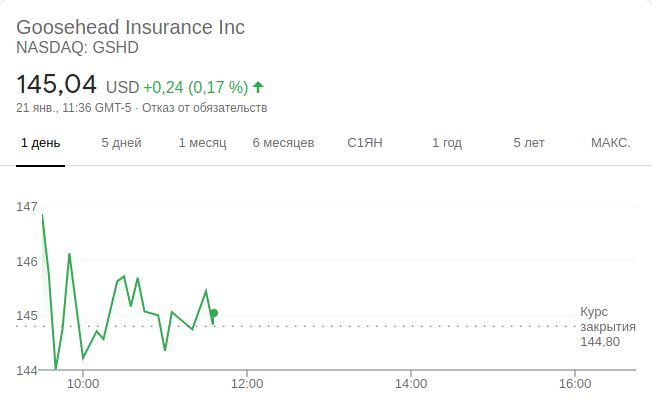 Goosehead Insurance Inc
NASDAQ: GSHD
145,04 USD +0,24 (0,17 %)
21 янв., 11:36 GMT-5 · Отказ от обязательств
1 день 5 дней 1 месяц 6 месяцев С1ЯН 1 год 5 лет МАКС.
147
146
145
144
Курс
закрытия
144,80
10:00 12:00 14:00 16:00